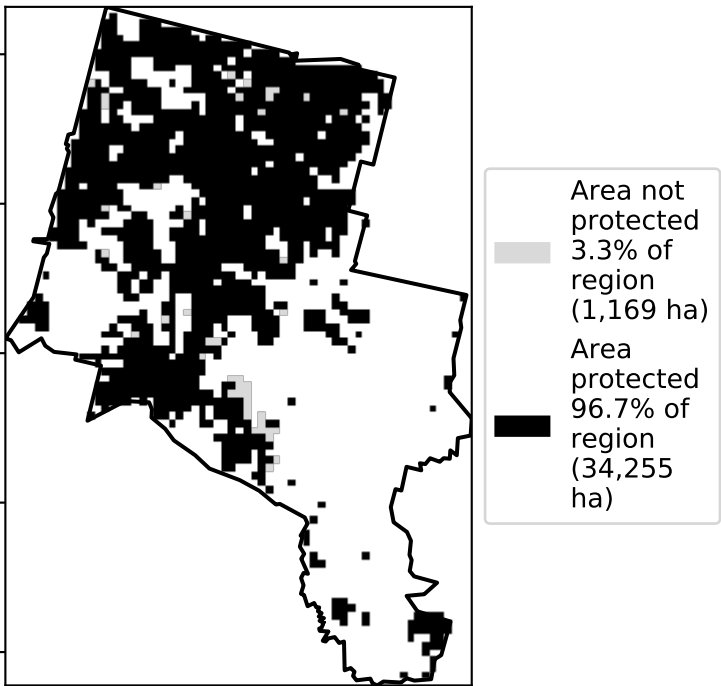 Area not
protected
3.3% of
region
(1,169 ha)
Area
protected
96.7% of
region
(34,255
ha)